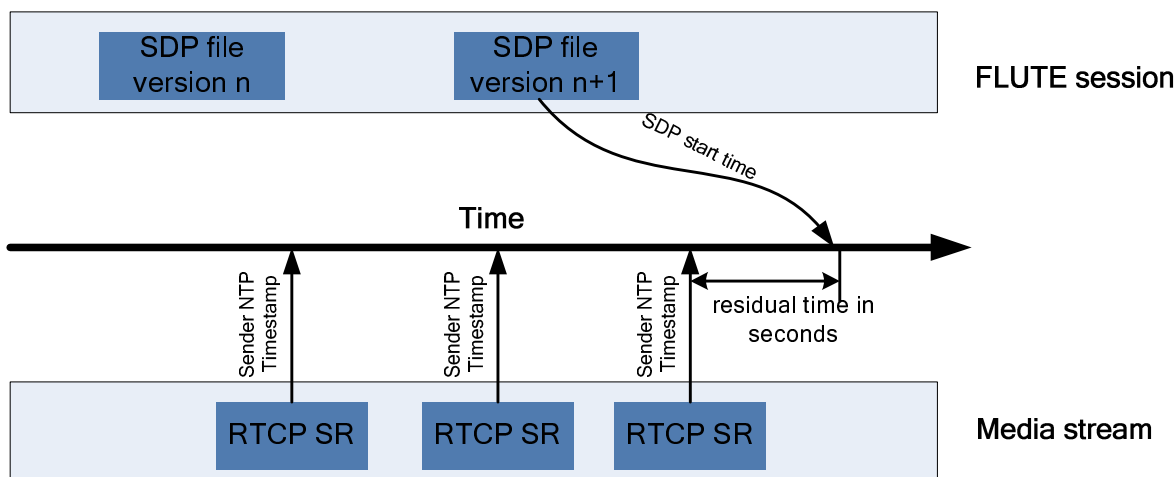 SDP file
version n
SDP file
version n+1
FLUTE session
SDP start time
Time
Sender NTP
Timestamp
Sender NTP
Timestamp
Sender NTP
Timestamp
residual time in
seconds
RTCP SR
RTCP SR
RTCP SR
Media stream